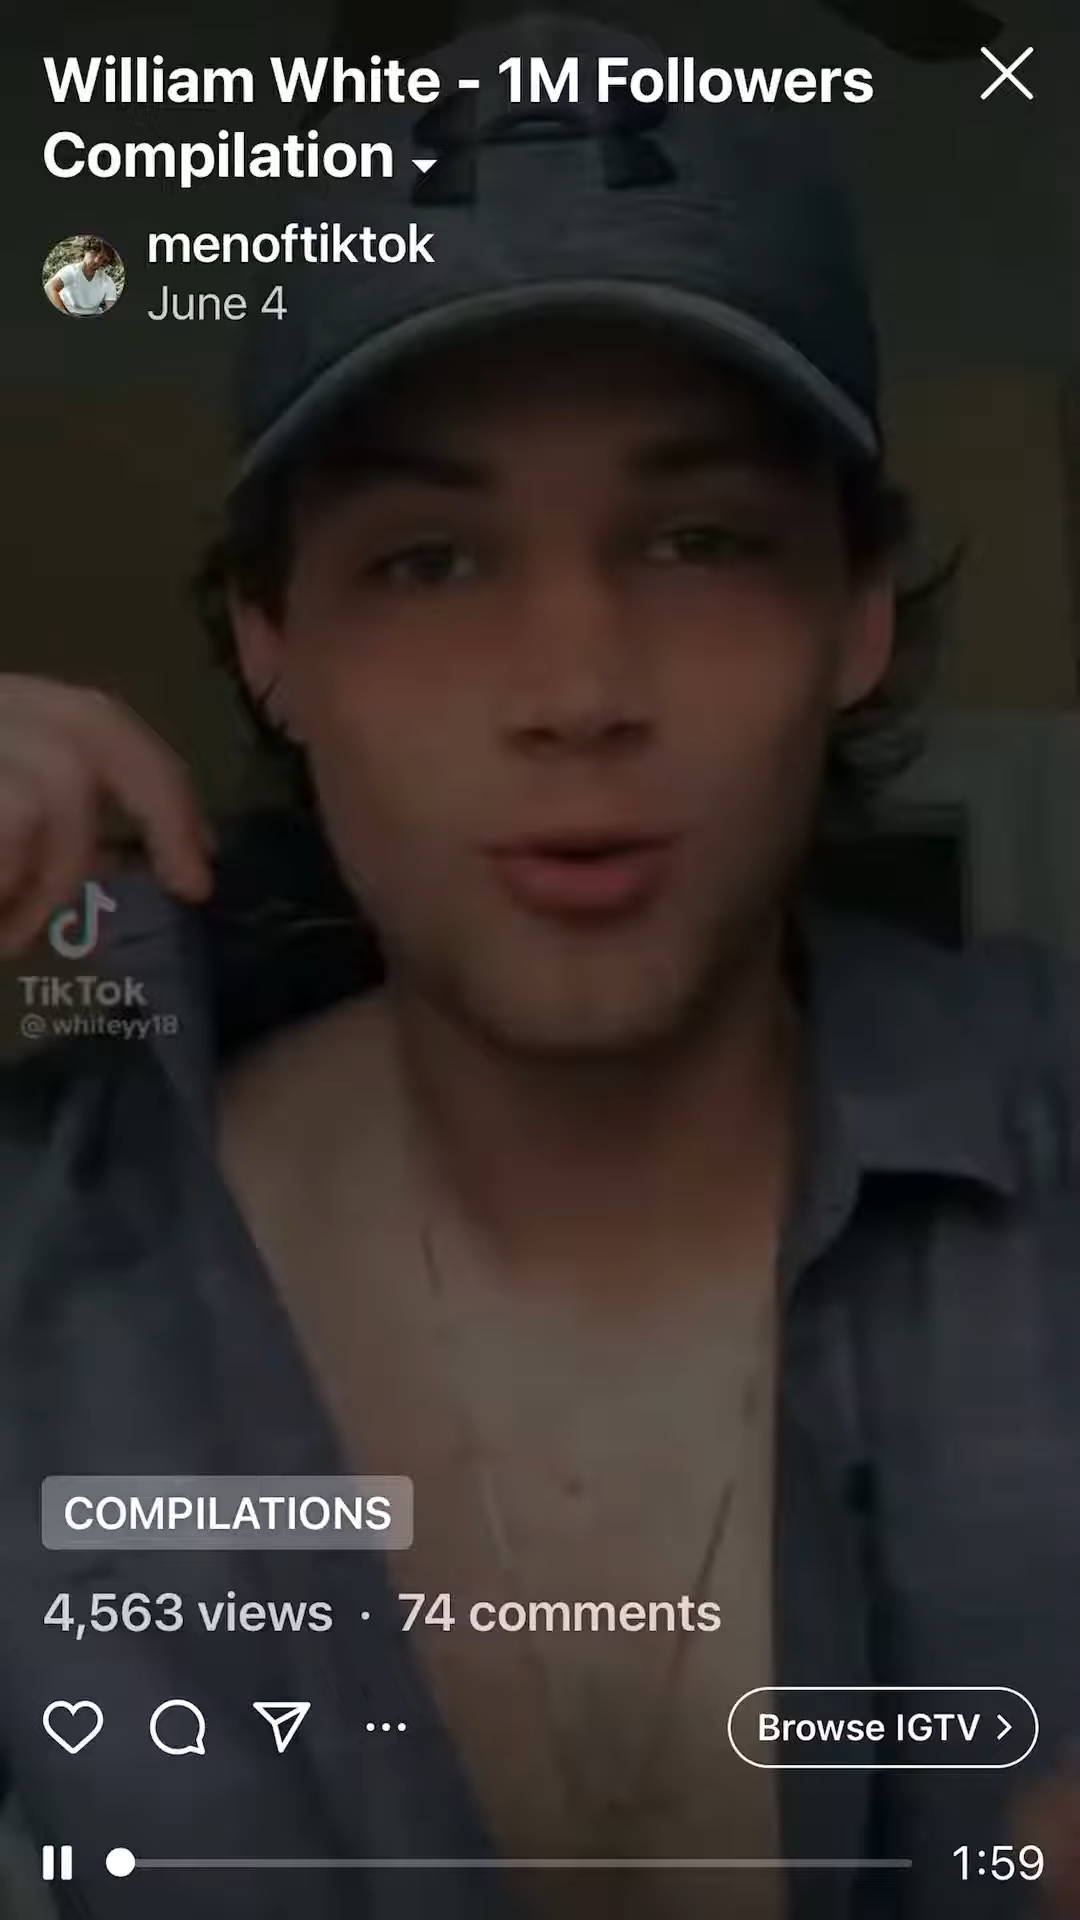 William White - 1M Followers
Compilation
menoftiktok
June 4
TikTok
@whiteyy18
COMPILATIONS
4,563 views · 74 comments
Browse IGTV >
1:59